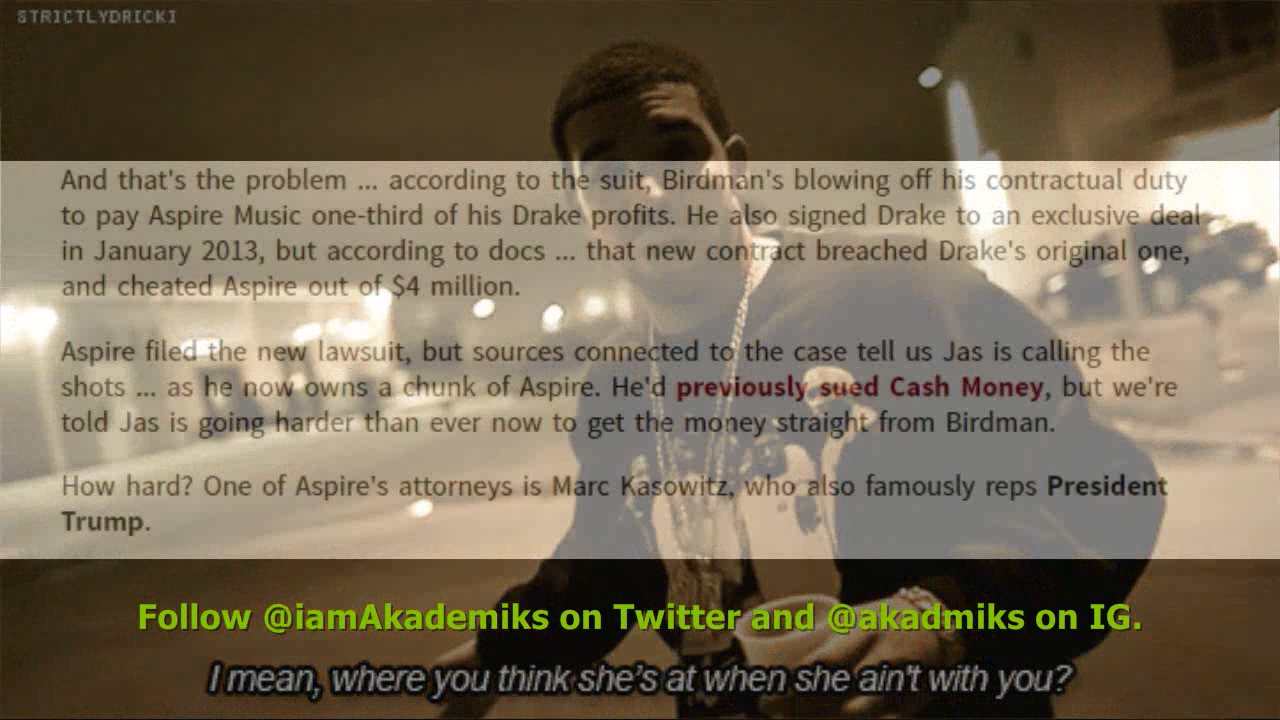 STRICTLYDRICKI
And that's the problem ... according to the suit, Birdman's blowing off his contractual duty
to pay Aspire Music one-third of his Drake profits. He also signed Drake to an exclusive deal
in January 2013, but according to docs ... that new contract breached Drake's original one,
and cheated Aspire out of $4 million.
Aspire filed the new lawsuit, but sources connected to the case tell us Jas is calling the
shots ... as he now owns a chunk of Aspire. He'd previously sued Cash Money, but we're
told Jas is going harder than ever now to get the money straight from Birdman.
How hard? One of Aspire's attorneys is Marc Kasowitz, who also famously reps President
Trump.
Follow @iamAkademiks on Twitter and @akadmiks on IG.
I mean, where you think she's at when she ain't with you?